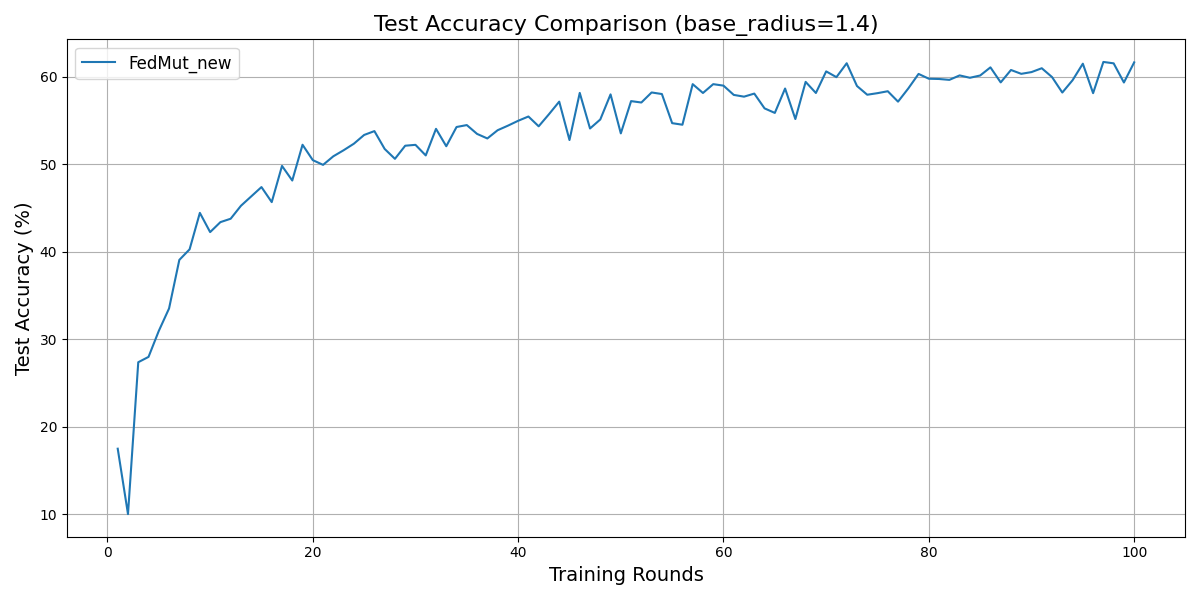 Test Accuracy Comparison (base_radius=1.4)
FedMut_new
Test Accuracy (%)
60
50
40
30
20
10
0 20 40 60 80 100
Training Rounds